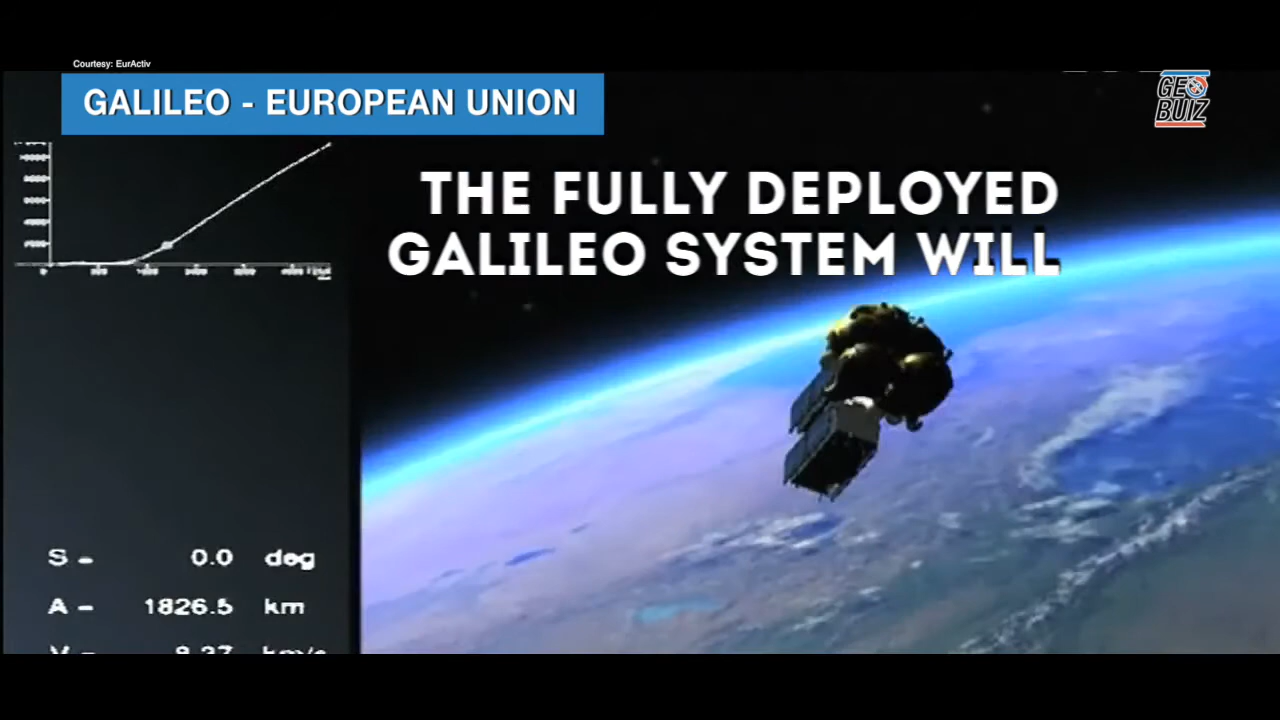 Courtesy: EurActiv
GALILEO - EUROPEAN UNION
GEO
BUIZ
THE FULLY DEPLOYED
GALILEO SYSTEM WILL
S - 0.0 deg
A - 1826.5 km